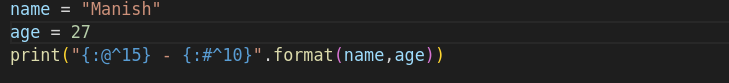 name = "Manish"
age = 27
print("{:@^15} - {:#^10}".format(name,age))